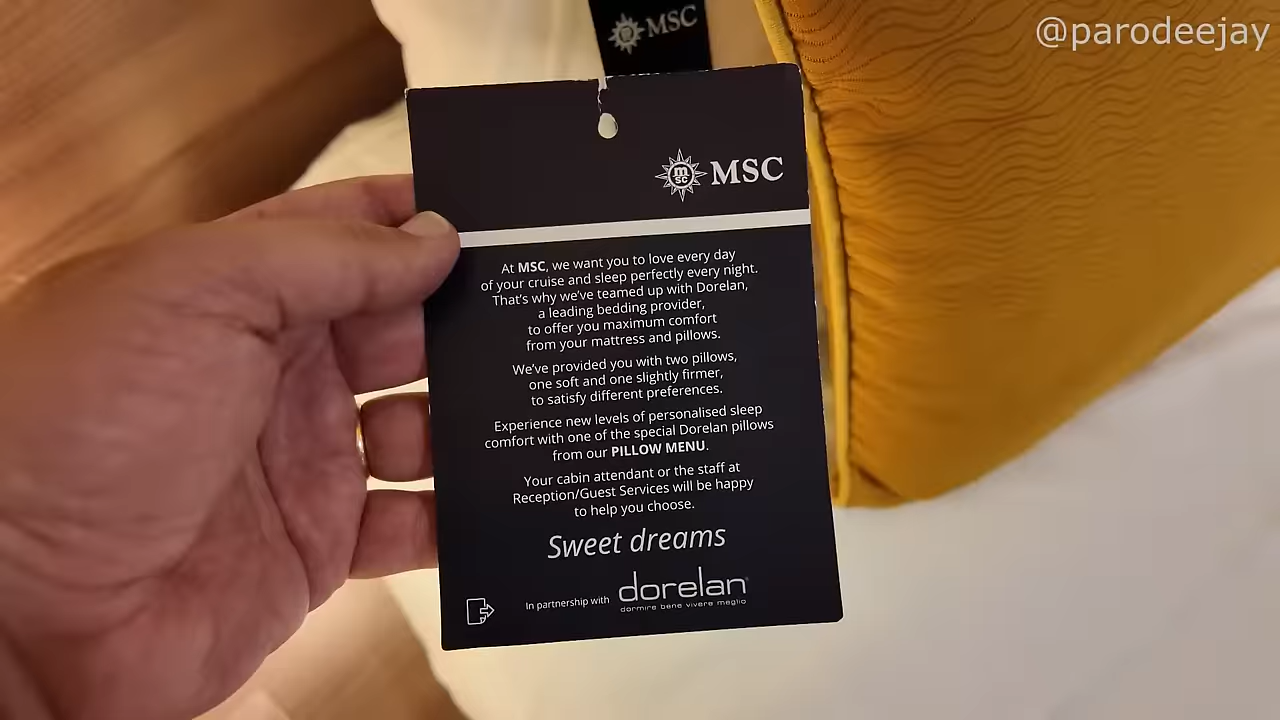 @parodeejay
MSC
m
sc
MSC
At MSC, we want you to love every day
of your cruise and sleep perfectly every night.
That's why we've teamed up with Dorelan,
a leading bedding provider,
to offer you maximum comfort
from your mattress and pillows.
We've provided you with two pillows,
one soft and one slightly firmer,
to satisfy different preferences.
Experience new levels of personalised sleep
comfort with one of the special Dorelan pillows
from our PILLOW MENU.
Your cabin attendant or the staff at
Reception/Guest Services will be happy
to help you choose.
Sweet dreams
In partnership with dorelan
dormire bene vivere meglio